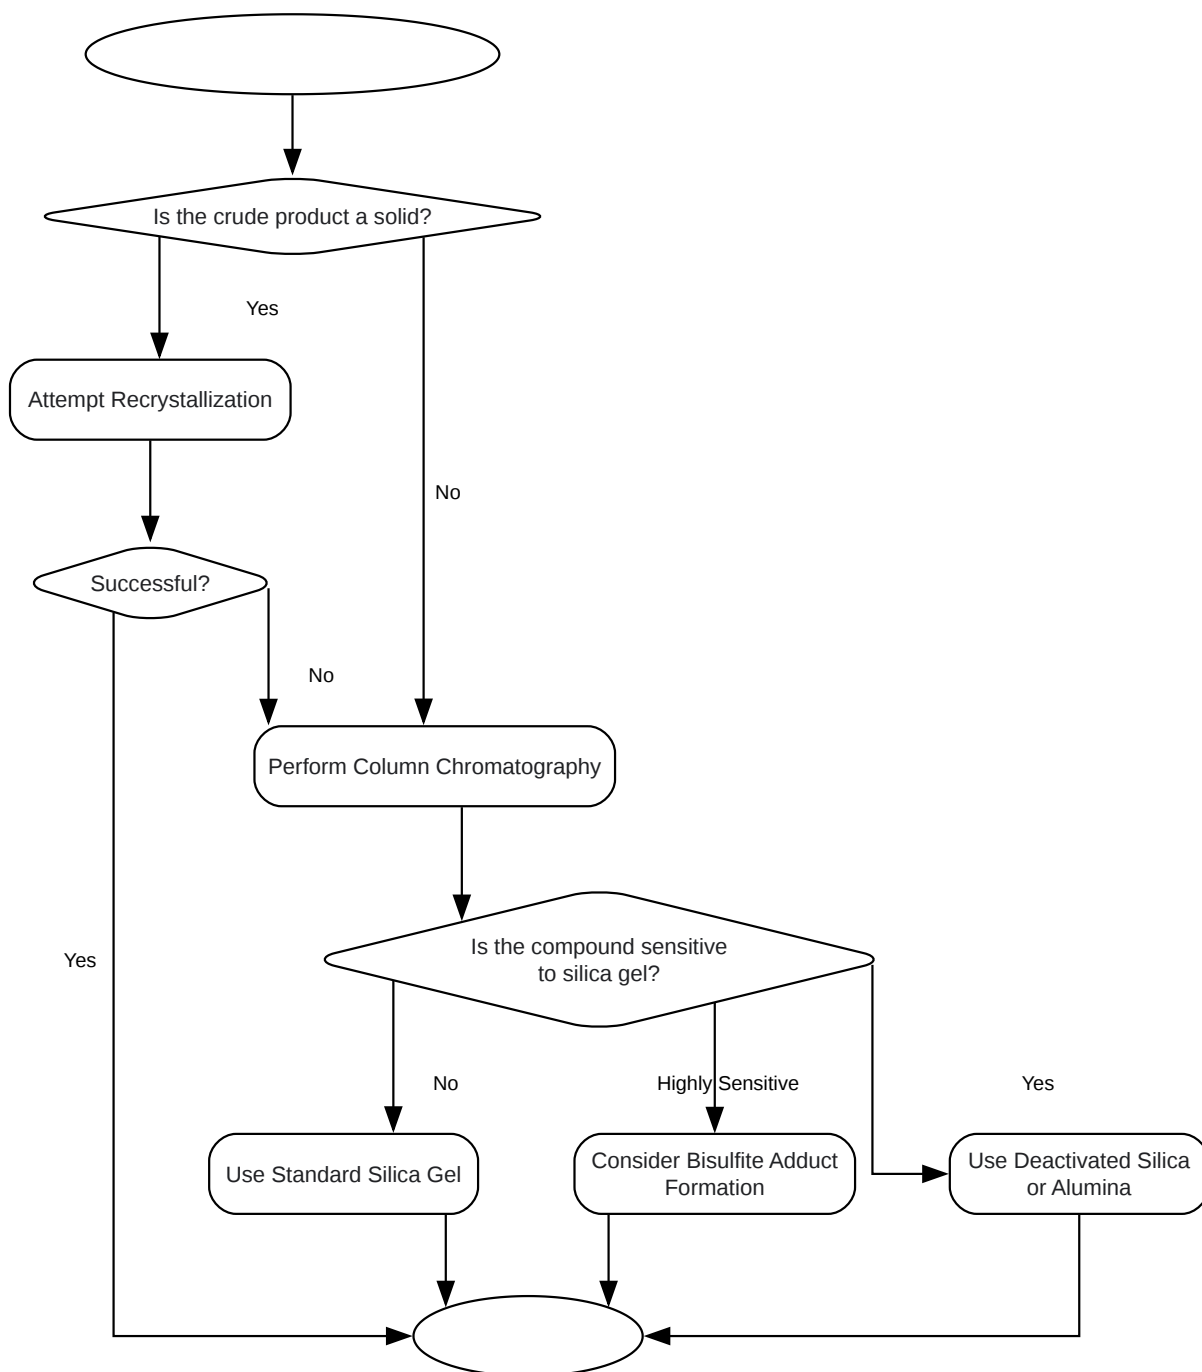 Is the crude product a solid?
Yes
Attempt Recrystallization
No
Successful?
No
Perform Column Chromatography
Yes
Is the compound sensitive
to silica gel?
No
Highly Sensitive
Yes
Use Standard Silica Gel
Consider Bisulfite Adduct
Formation
Use Deactivated Silica
or Alumina